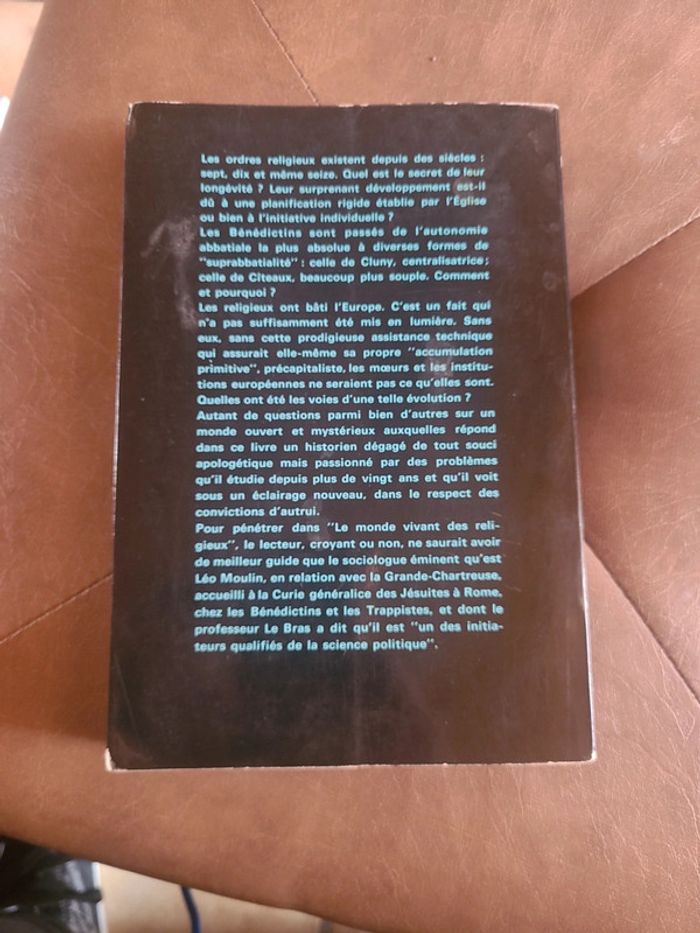 Les ordres religieux existent depuis des siècles :
sept, dix et même seize. Quel est le secret de leur
longévité ? Leur surprenant développement est-il
dû à une planification rigide établie par l'Église
ou bien à l'initiative individuelle ?
Les Bénédictins sont passés de l'autonomie
abbatiale la plus absolue à diverses formes de
"suprabbatialité" : celle de Cluny, centralisatrice ;
celle de Cîteaux, beaucoup plus souple. Comment
et pourquoi ?
Les religieux ont bâti l'Europe. C'est un fait qui
n'a pas suffisamment été mis en lumière. Sans
eux, sans cette prodigieuse assistance technique
qui assurait elle-même sa propre "accumulation
primitive", précapitaliste, les mœurs et les institu-
tions européennes ne seraient pas ce qu'elles sont.
Quelles ont été les voies d'une telle évolution ?
Autant de questions parmi bien d'autres sur un
monde ouvert et mystérieux auxquelles répond
dans ce livre un historien dégagé de tout souci
apologétique mais passionné par des problèmes
qu'il étudie depuis plus de vingt ans et qu'il voit
sous un éclairage nouveau, dans le respect des
convictions d'autrui.
Pour pénétrer dans "Le monde vivant des reli-
gieux", le lecteur, croyant ou non, ne saurait avoir
de meilleur guide que le sociologue éminent qu'est
Léo Moulin, en relation avec la Grande-Chartreuse,
accueilli à la Curie généralice des Jésuites à Rome,
chez les Bénédictins et les Trappistes, et dont le
professeur Le Bras a dit qu'il est "un des initia-
teurs qualifiés de la science politique".